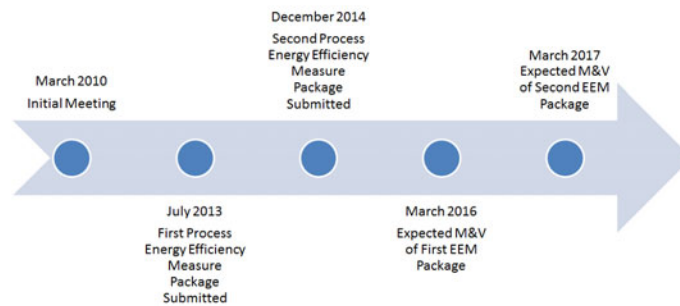 March 2010
Initial Meeting
July 2013
First Process
Energy Efficiency
Measure
Package
Submitted
December 2014
Second Process
Energy Efficiency
Measure
Package
Submitted
March 2016
Expected M&V
of First EEM
Package
March 2017
Expected M&V
of Second EEM
Package